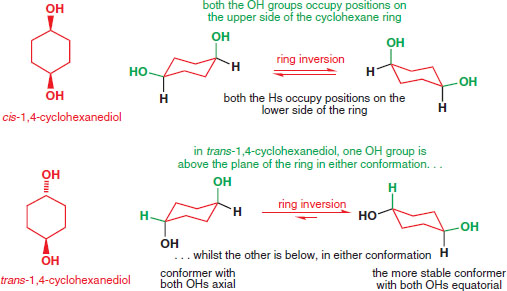 OH
both the OH groups occupy positions on
the upper side of the cyclohexane ring
OH
HO
H
H
ring inversion
OH
H
OH
H
OH
cis-1,4-cyclohexanediol
both the Hs occupy positions on the
lower side of the ring
in trans-1,4-cyclohexanediol, one OH group is
above the plane of the ring in either conformation. . .
OH
OH
H
H
OH
ring inversion
H
HO
OH
H
OH
trans-1,4-cyclohexanediol
. . . whilst the other is below, in either conformation
conformer with
both OHs axial
the more stable conformer
with both OHs equatorial